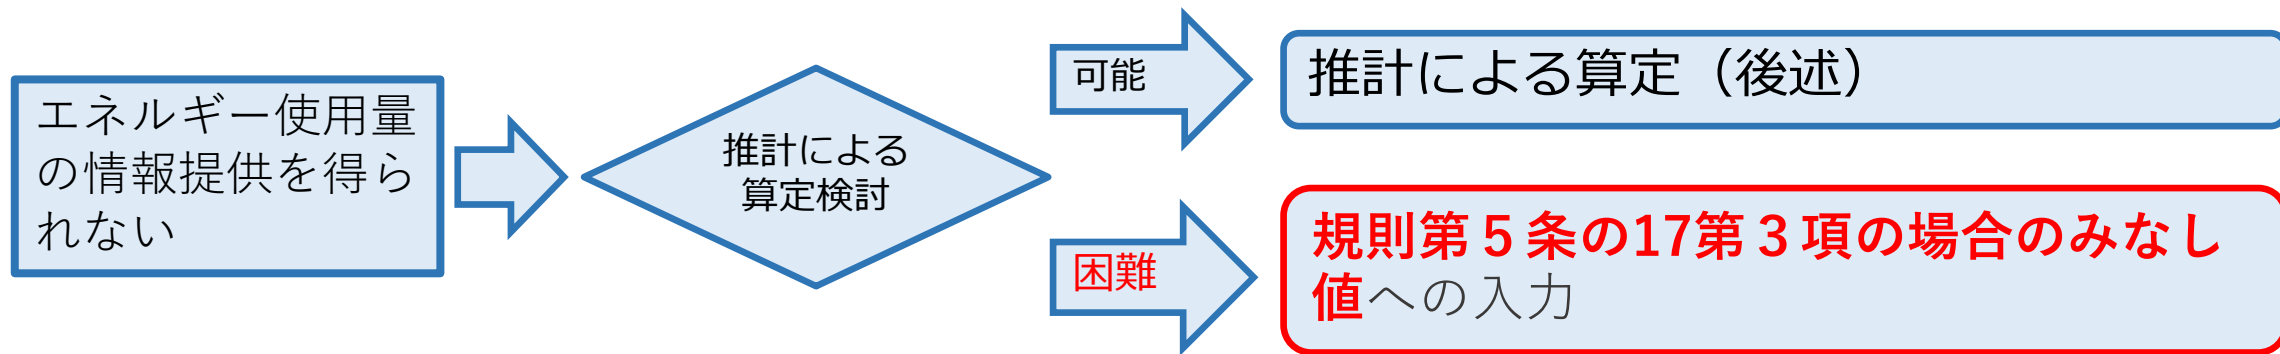 エネルギー使用量
の情報提供を得ら
れない
推計による
算定検討
可能
推計による算定（後述）
困難
規則第５条の17第３項の場合のみなし
値への入力